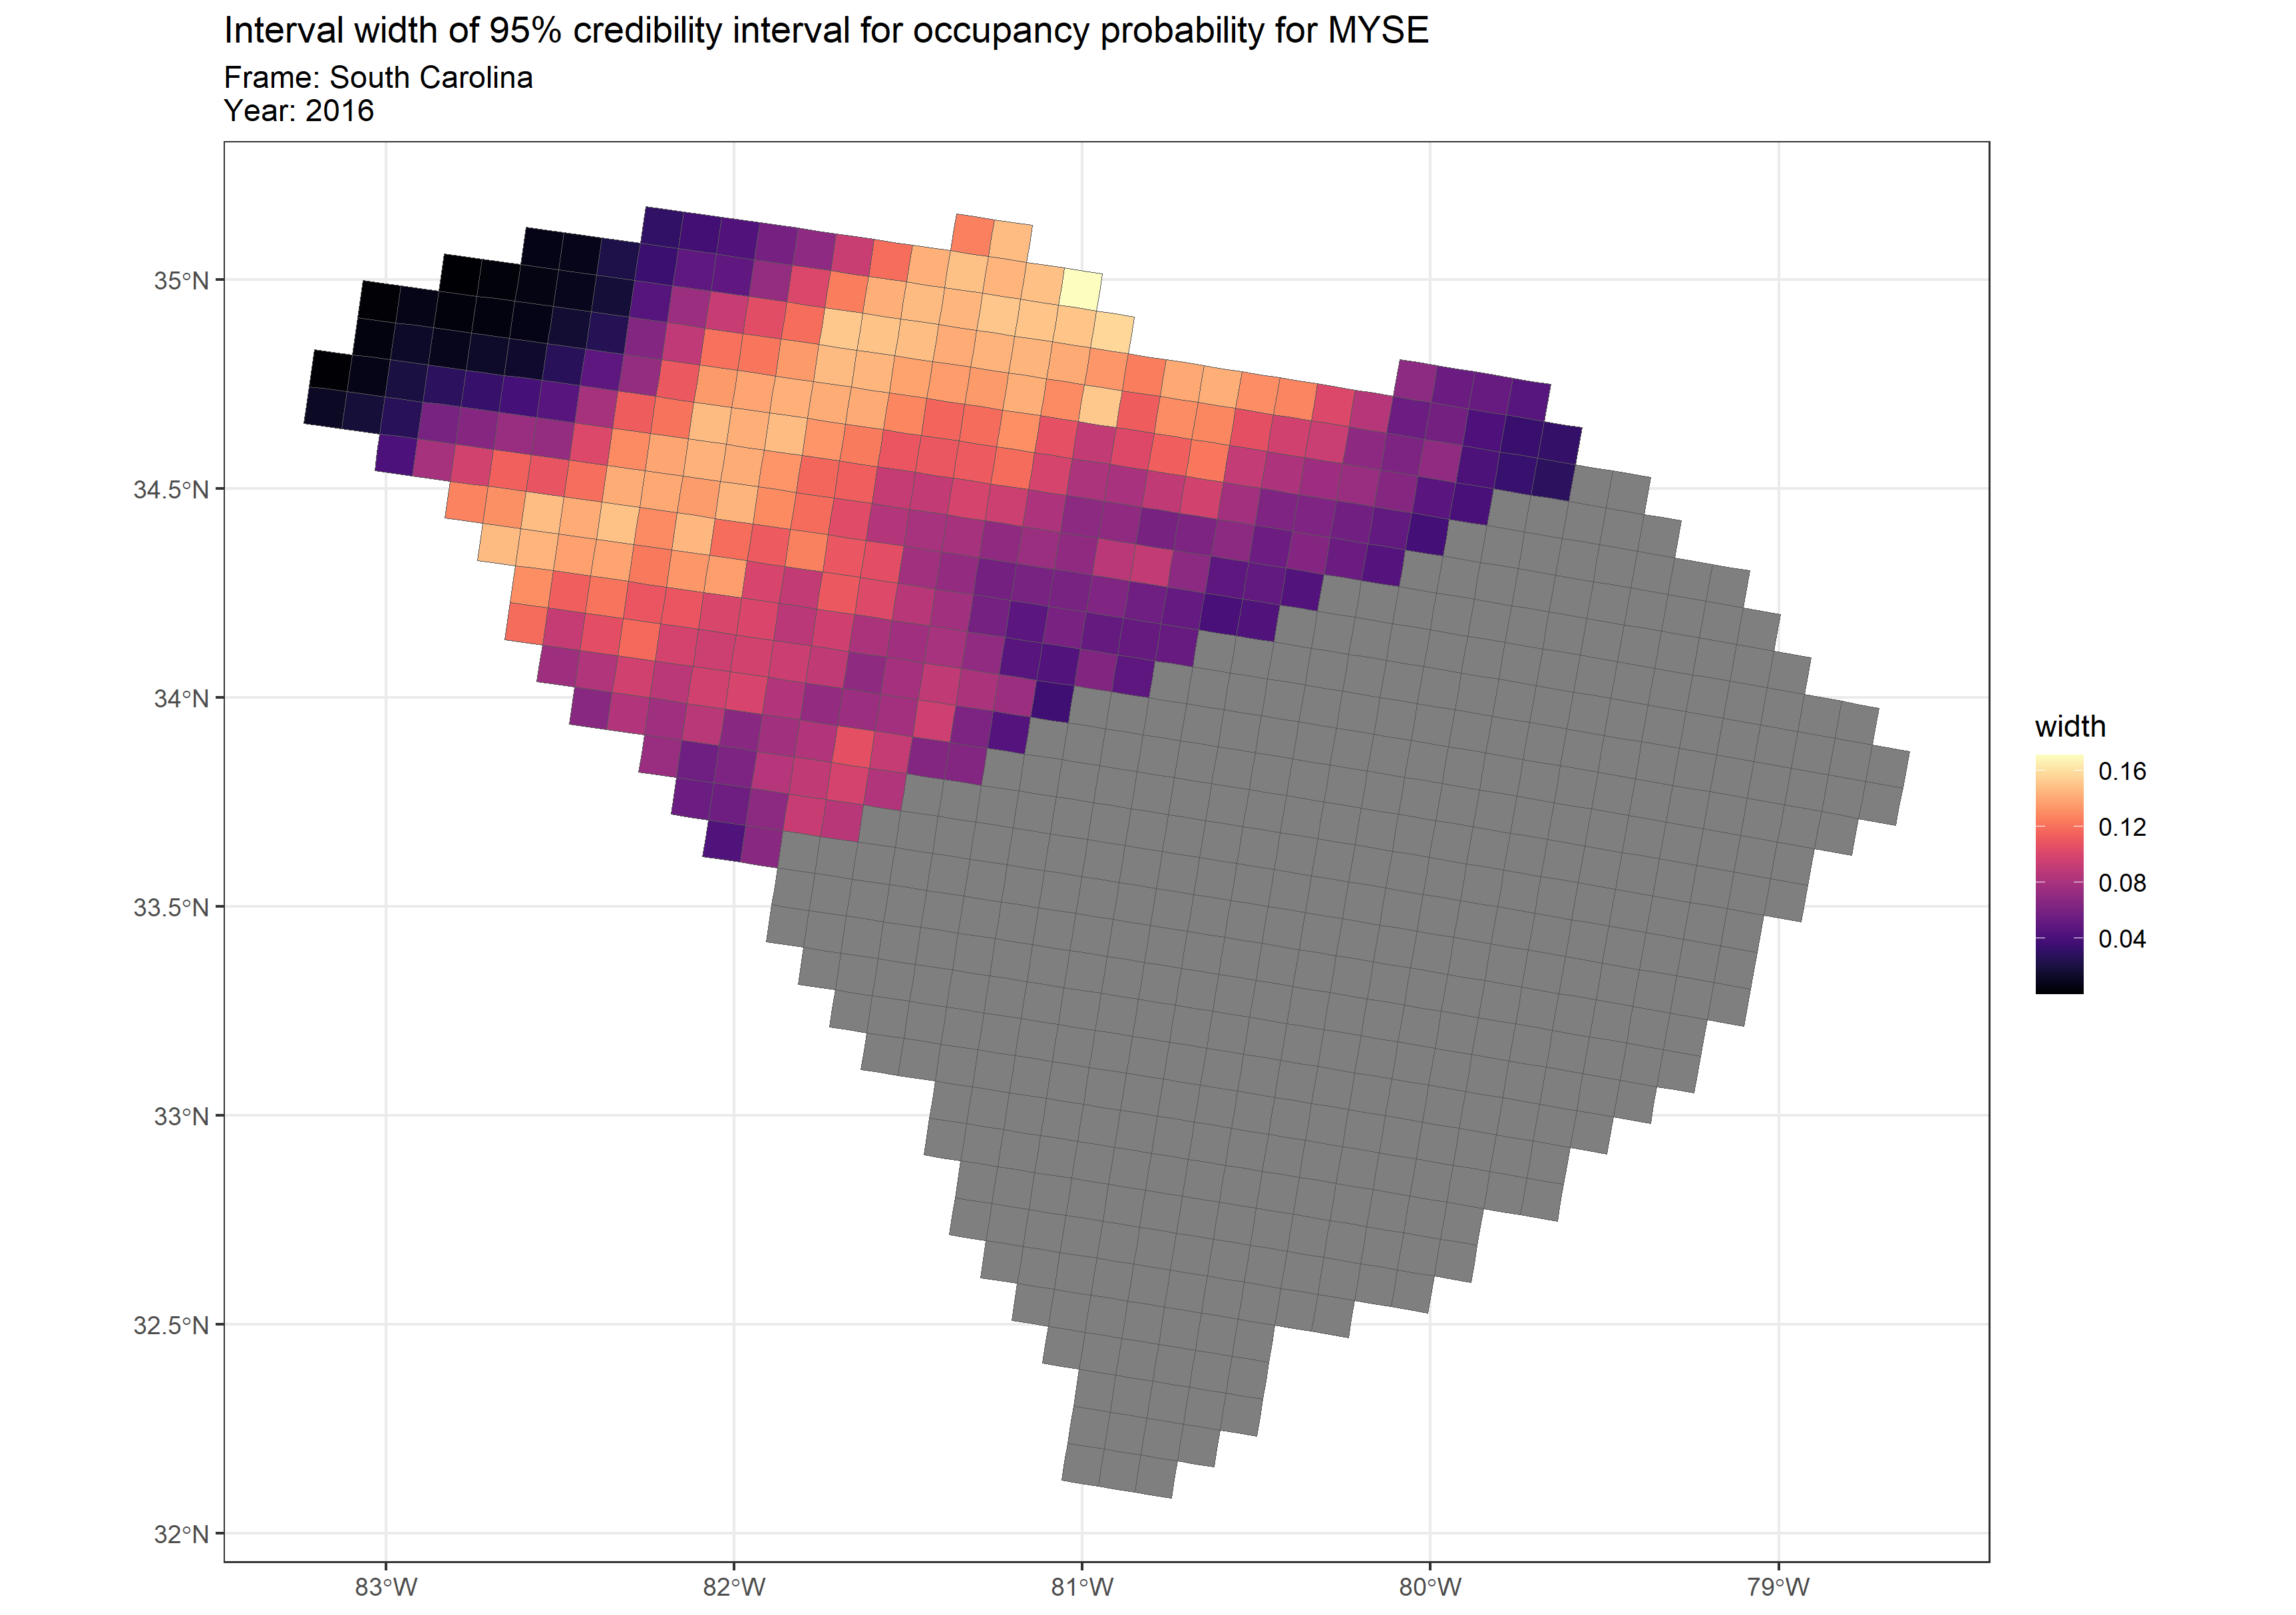 Interval width of 95% credibility interval for occupancy probability for MYSE
Frame: South Carolina
Year: 2016
35°N
34.5°N
34°N
33.5°N
33°N
32.5°N
32°N
83°W
82°W
81°W
80°W
79°W
width
0.16
0.12
0.08
0.04